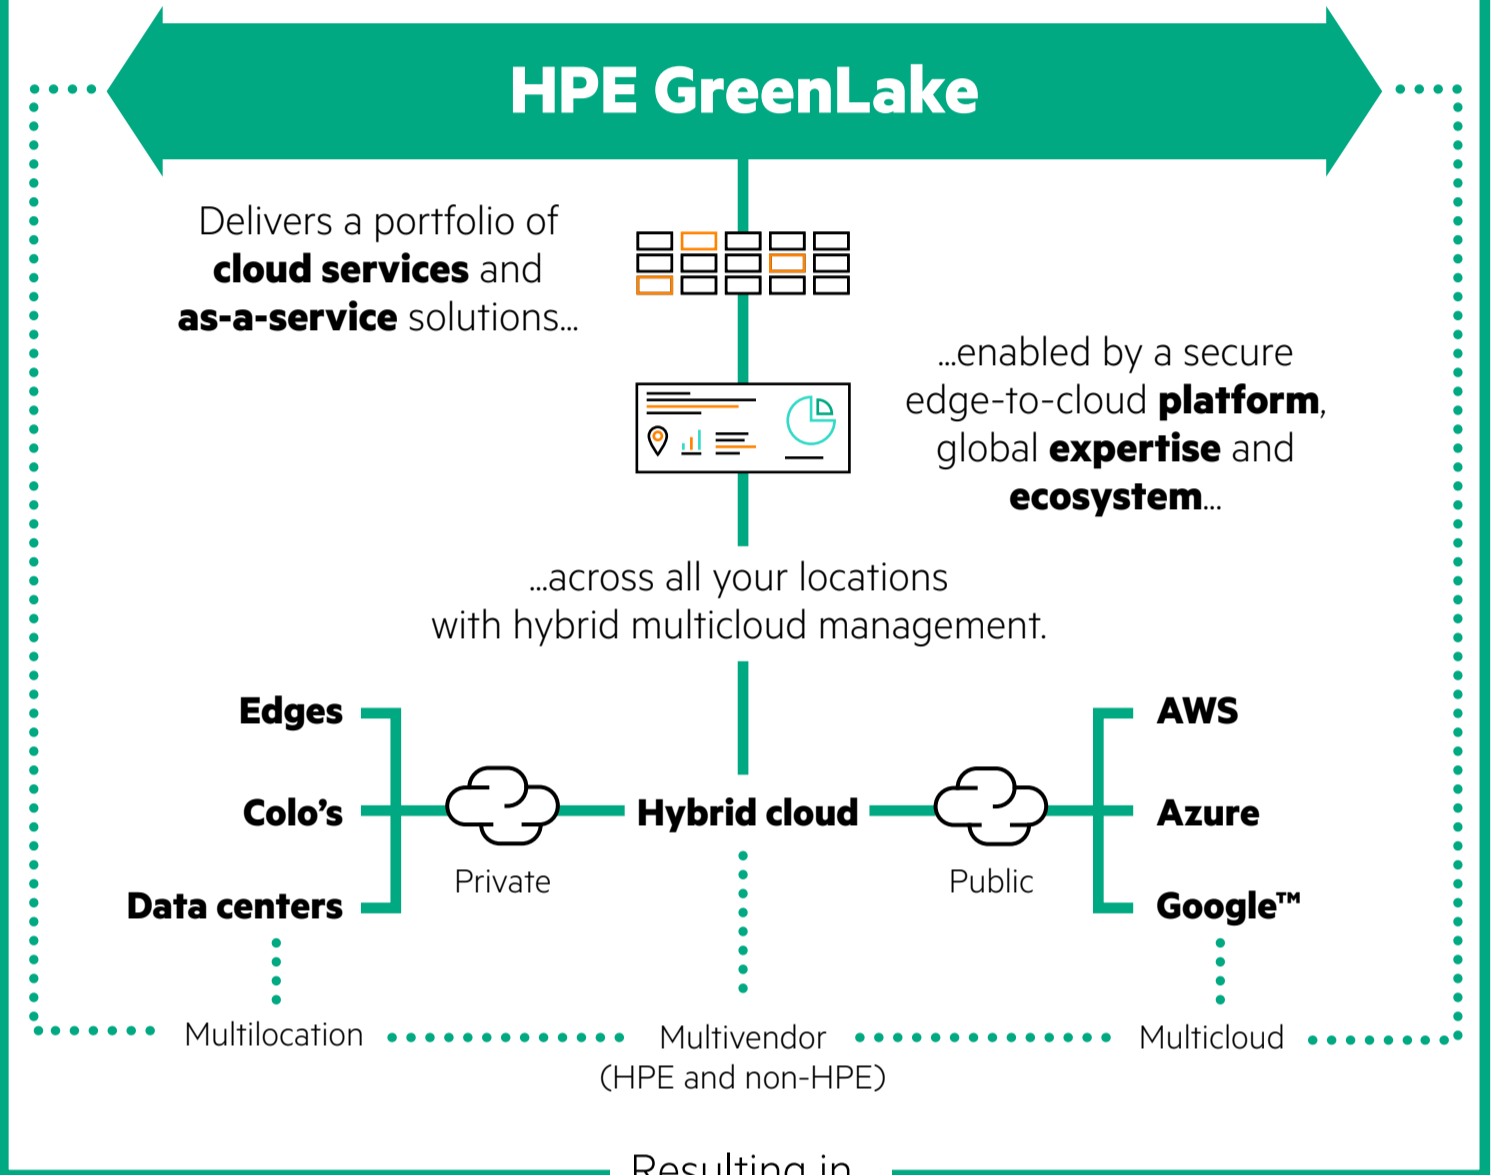 HPE GreenLake
Delivers a portfolio of
cloud services and
as-a-service solutions...
...enabled by a secure
edge-to-cloud platform,
global expertise and
ecosystem...
...across all your locations
with hybrid multicloud management.
Edges
Colo’s
Data centers
Private
Hybrid cloud
Public
AWS
Azure
Google™
Multilocation
Multivendor
(HPE and non-HPE)
Multicloud
Resulting in